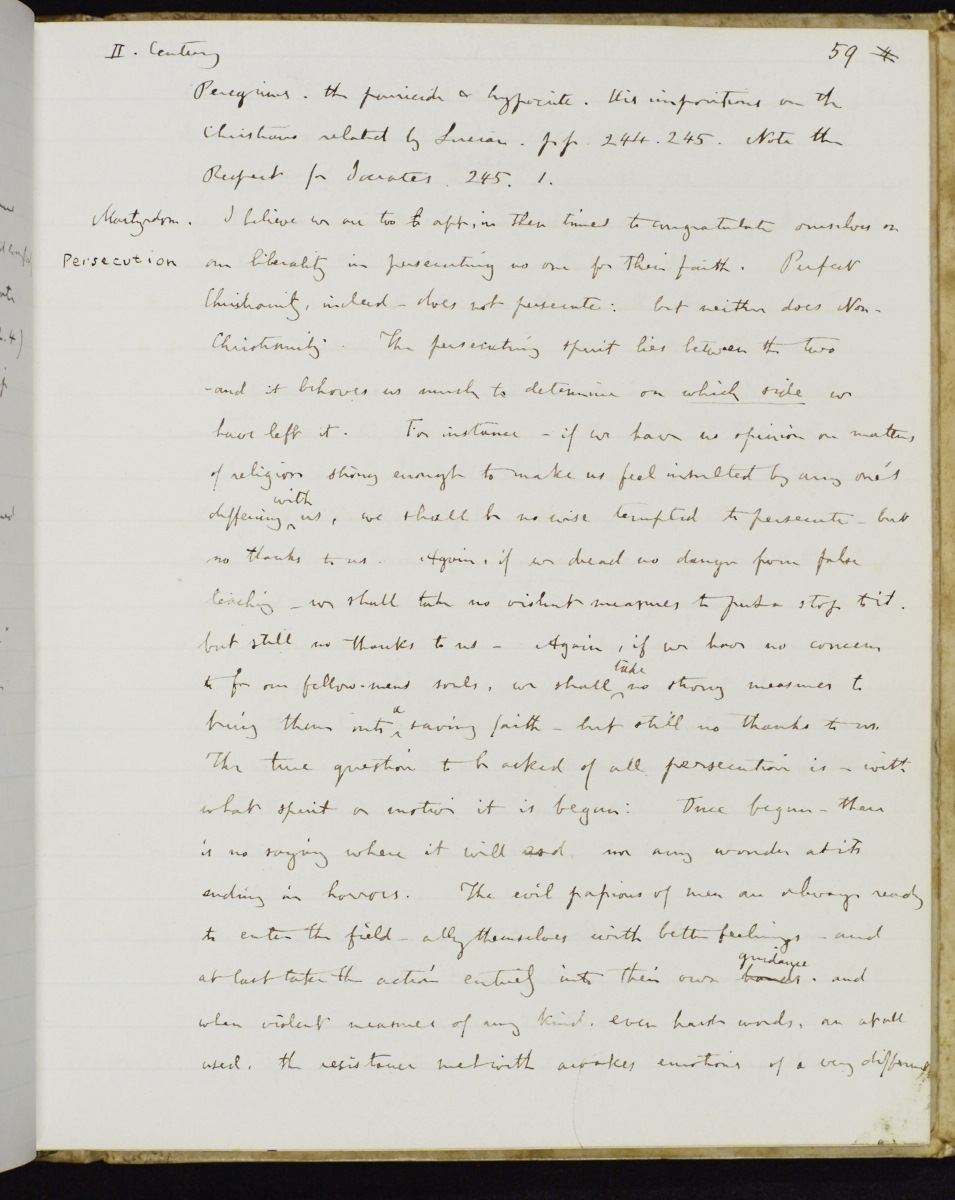 II. Century 59
Peregrinus. the parricide & hypocrite. His impositions on the
Christians related by Lucian. pp. 244. 245. Note the
Respect for Socrates. 245. 1.
Martyrdom. I believe we are too apt, in these times to congratulate ourselves on
Persecution our liberality in persecuting no one for their faith. Perfect
Christianity, indeed - does not persecute: but neither does Non-
Christianity. The persecuting spirit lies between the two
- and it behoves us much to determine on which side we
have left it. For instance - if we have no opinion on matters
of religion strong enough to make us feel insulted by any one's
differing with us, we shall be no wise tempted to persecute - but
no thanks to us. Again, if we dread no danger from false
teaching - we shall take no violent measures to put a stop to it.
but still no thanks to us - Again, if we have no concern
for our fellow-mens souls, we shall take no strong measures to
bring them into a saving faith - but still no thanks to us.
The true question to be asked of all persecution is - with
what spirit or motive it is begun: Once begun - there
is no saying where it will end nor any wonder at its
ending in horrors. The evil passions of men are always ready
to enter the field - ally themselves with better feelings - and
at last take the action entirely into their own hands guidance. and
when violent measures of any kind, even harsh words, are at all
used, the resistance met with awakes emotions of a very different